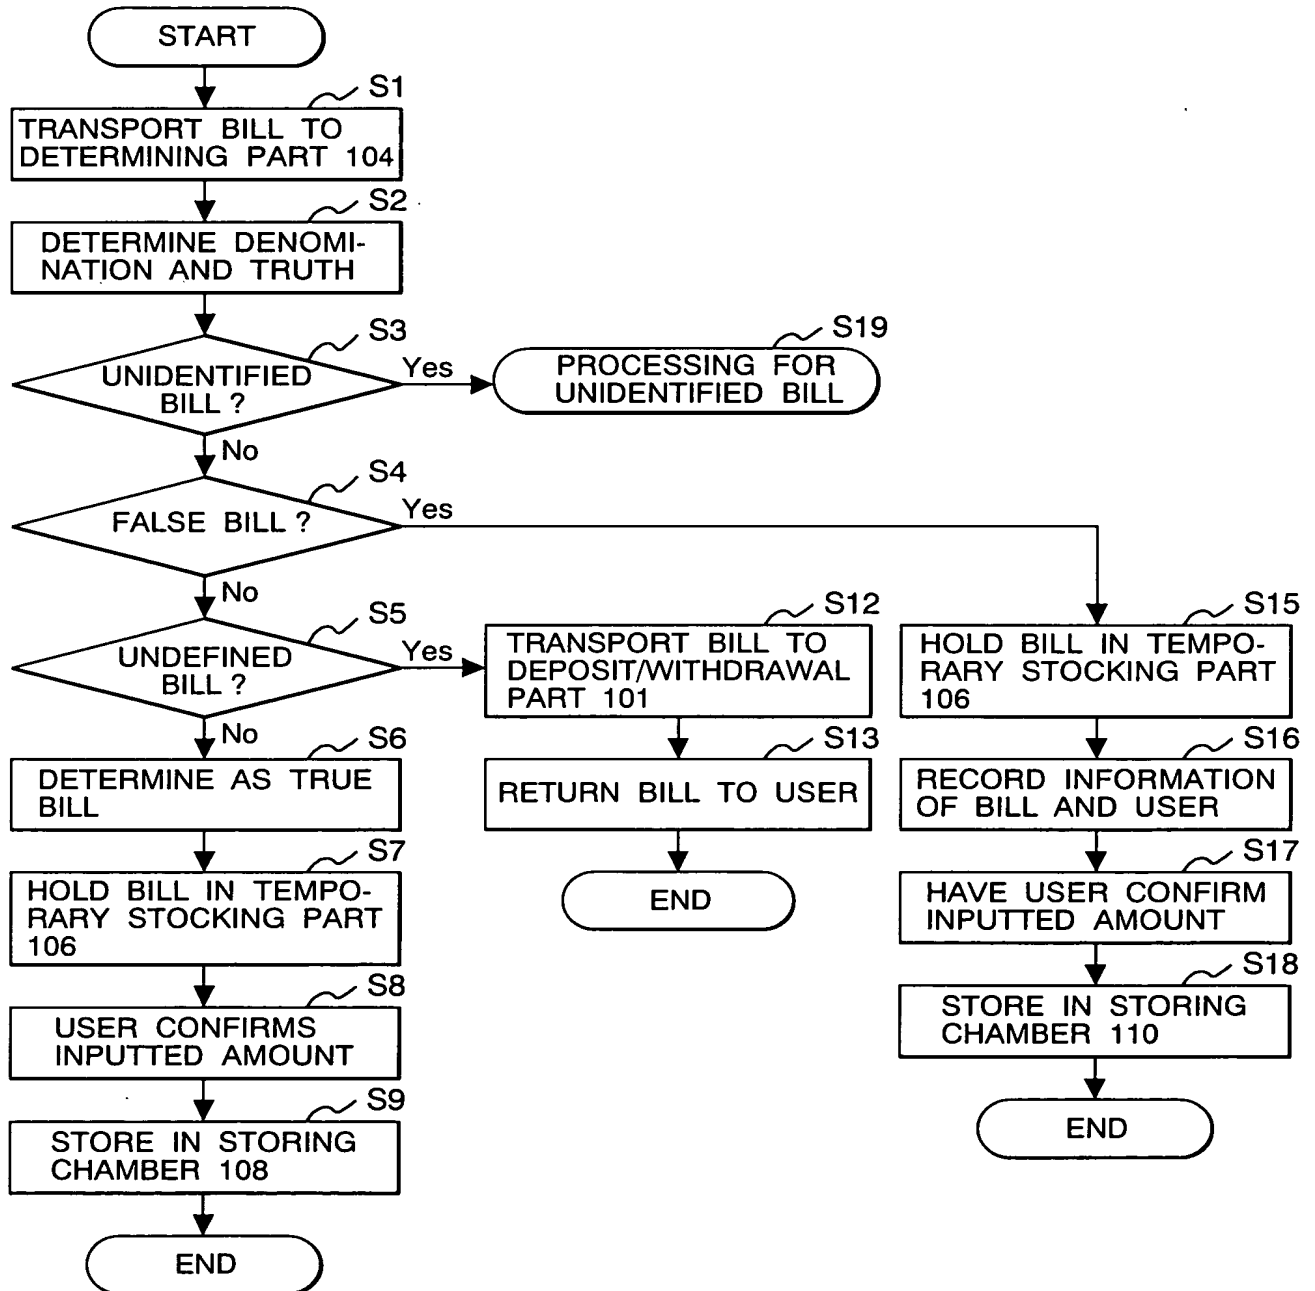 START
S1
TRANSPORT BILL TO
DETERMINING PART 104
S2
DETERMINE DENOMI-
NATION AND TRUTH
S3
UNIDENTIFIED
BILL ?
Yes
No
S19
PROCESSING FOR
UNIDENTIFIED BILL
S4
FALSE BILL ?
Yes
No
S5
UNDEFINED
BILL ?
Yes
No
S6
DETERMINE AS TRUE
BILL
S7
HOLD BILL IN TEMPO-
RARY STOCKING PART
106
S8
USER CONFIRMS
INPUTTED AMOUNT
S9
STORE IN STORING
CHAMBER 108
END
S12
TRANSPORT BILL TO
DEPOSIT/WITHDRAWAL
PART 101
S13
RETURN BILL TO USER
END
S15
HOLD BILL IN TEMPO-
RARY STOCKING PART
106
S16
RECORD INFORMATION
OF BILL AND USER
S17
HAVE USER CONFIRM
INPUTTED AMOUNT
S18
STORE IN STORING
CHAMBER 110
END